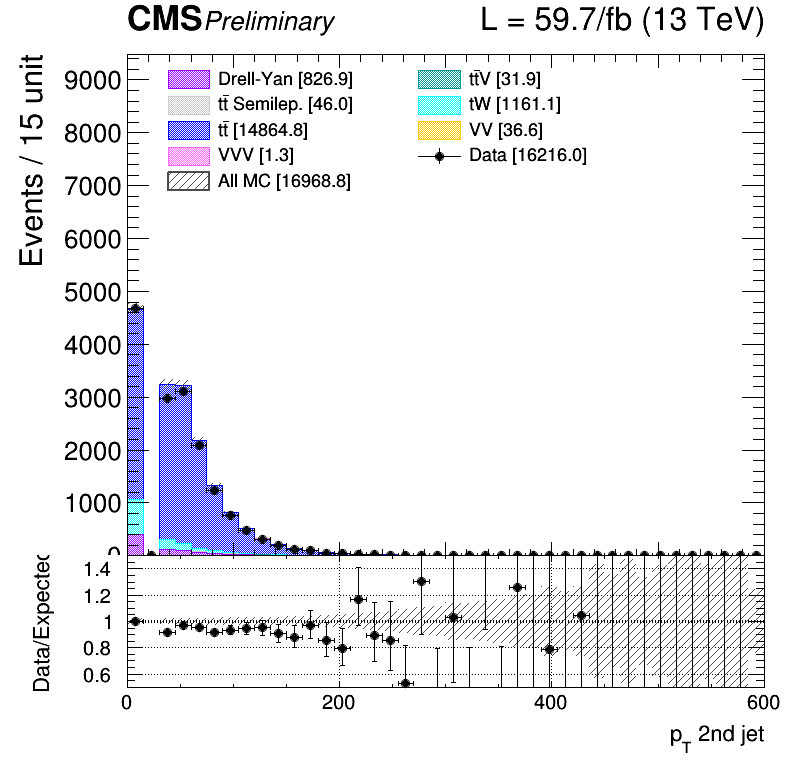 CMS Preliminary L = 59.7/fb (13 TeV)
Events / 15 unit
9000
8000
7000
6000
5000
4000
3000
2000
1000
0
Drell-Yan [826.9]
tt̄ Semilep. [46.0]
tt̄ [14864.8]
VVV [1.3]
All MC [16968.8]
tt̄V [31.9]
tW [1161.1]
VV [36.6]
Data [16216.0]
Data/Expected
1.4
1.2
1
0.8
0.6
0 200 400 600
p_T 2nd jet